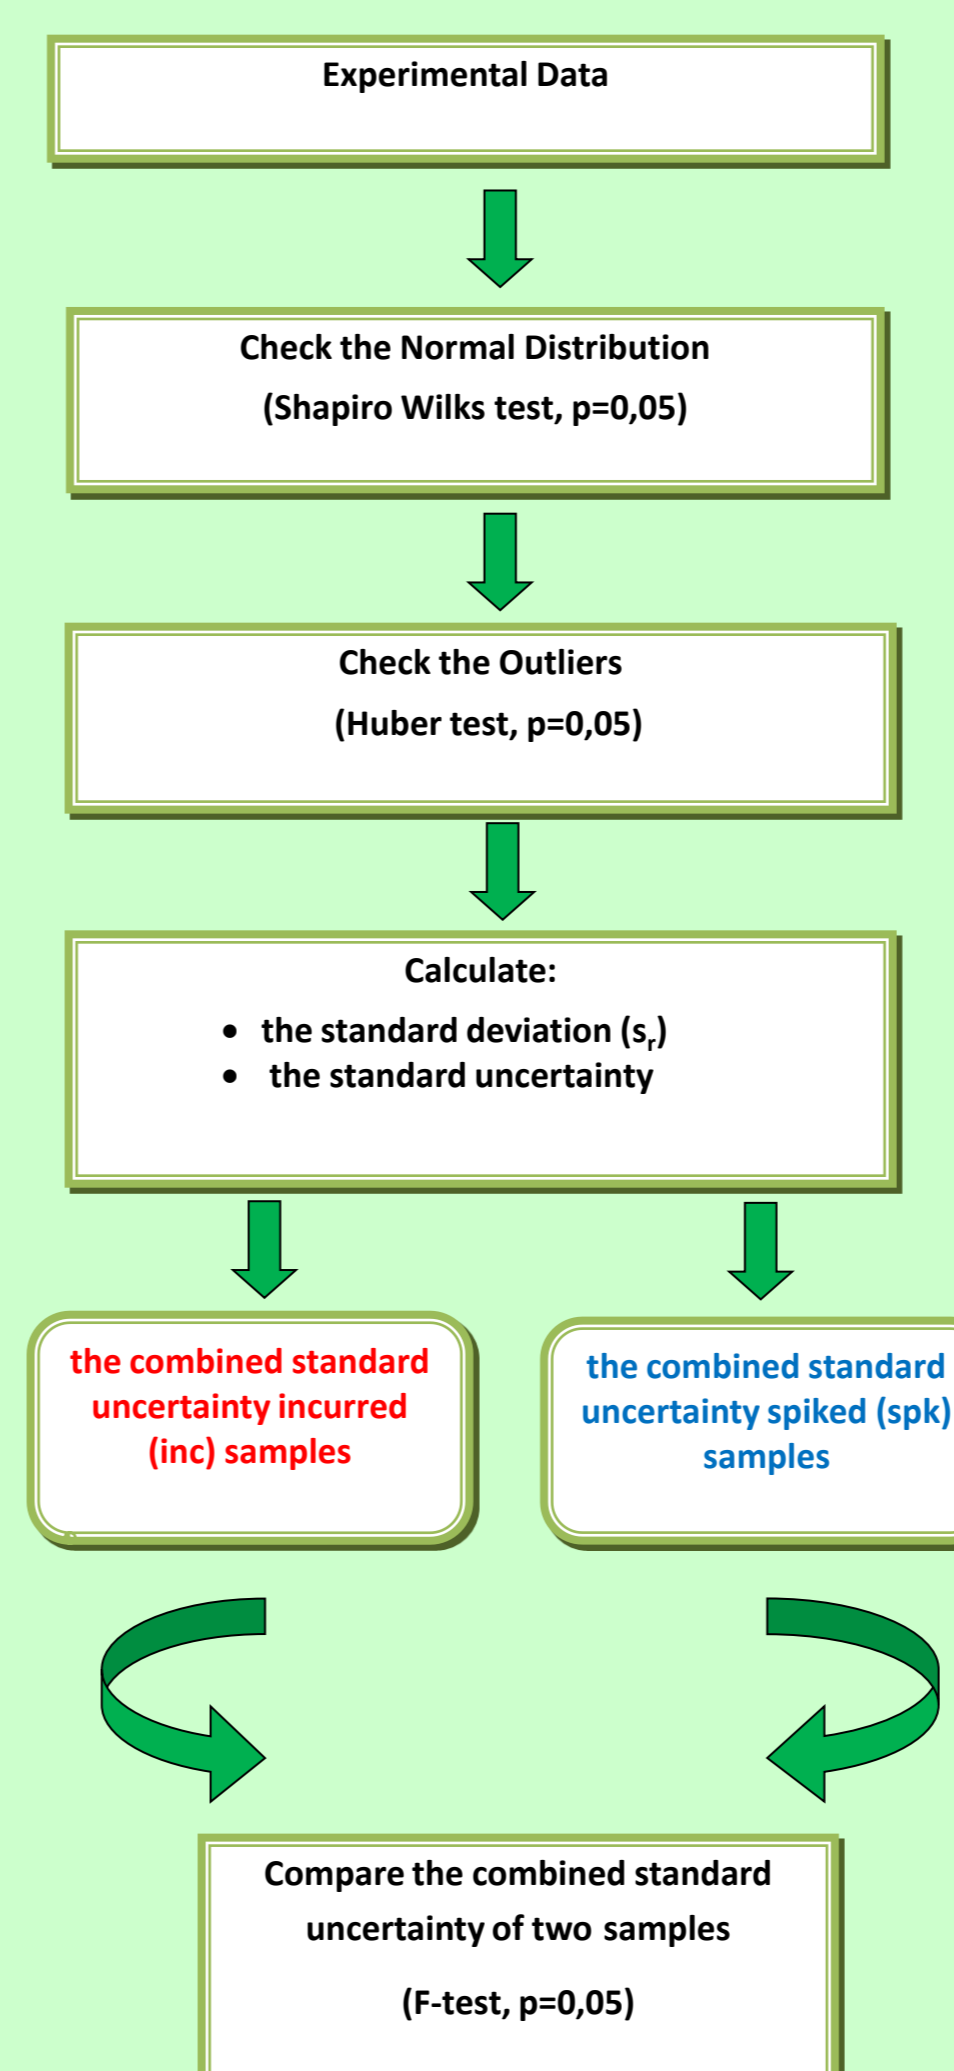 Experimental Data
Check the Normal Distribution
(Shapiro Wilks test, p=0,05)
Check the Outliers
(Huber test, p=0,05)
Calculate:
• the standard deviation (sr)
• the standard uncertainty
the combined standard
uncertainty incurred
(inc) samples
the combined standard
uncertainty spiked (spk)
samples
Compare the combined standard
uncertainty of two samples
(F-test, p=0,05)